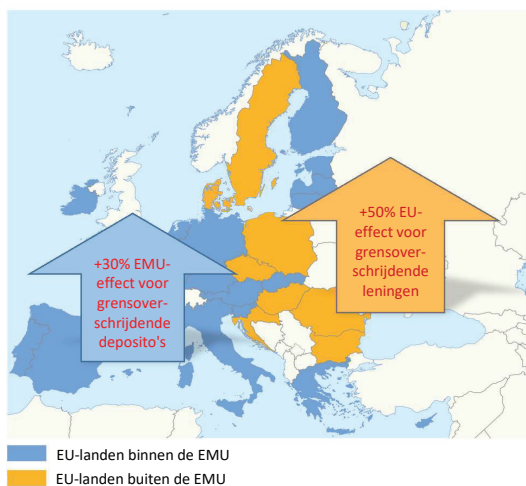 +50% EU-
effect voor
grensover-
schrijdende
leningen
+30% EMU-
effect voor
grensover-
schrijdende
deposito's
EU-landen binnen de EMU
EU-landen buiten de EMU